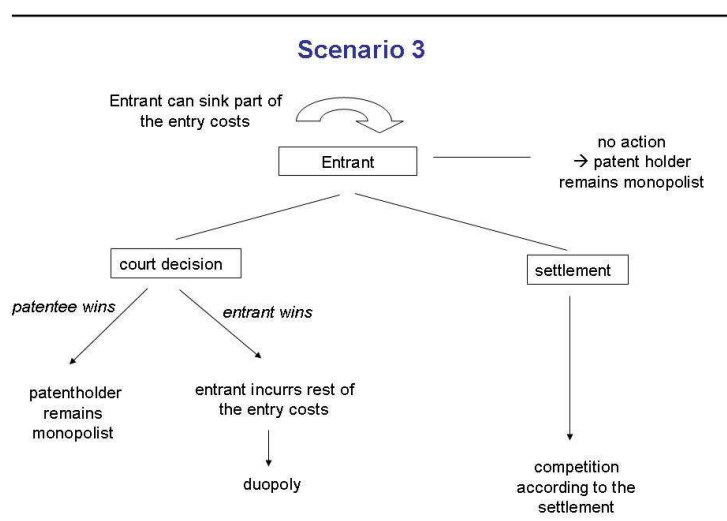 Scenario 3
Entrant can sink part of
the entry costs
Entrant
no action
→ patent holder
remains monopolist
court decision
settlement
patentee wins
entrant wins
patentholder
remains
monopolist
entrant incurrs rest of
the entry costs
duopoly
competition
according to the
settlement